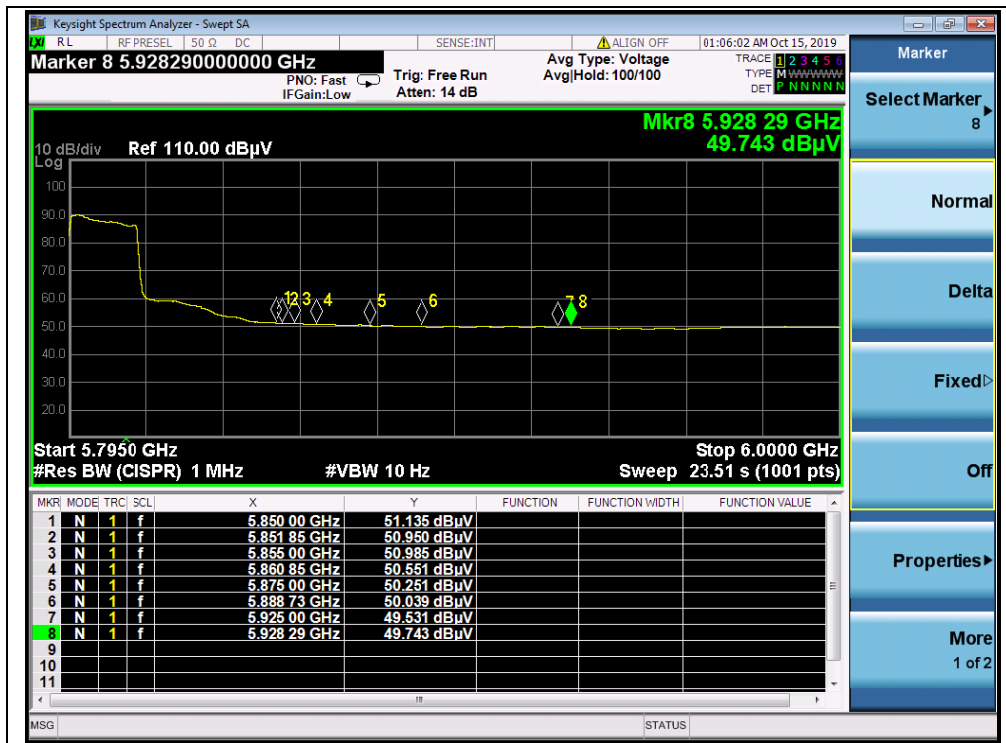 Keysight Spectrum Analyzer - Swept SA
LXI RL RF PRESEL 50 Ω DC SENSE:INT ALIGN OFF 01:06:02 AM Oct 15, 2019
Marker 8 5.928290000000 GHz
PNO: Fast
IFGain:Low
Trig: Free Run
Atten: 14 dB
Avg Type: Voltage
Avg|Hold: 100/100
TRACE 1 2 3 4 5 6
TYPE M WWWWW
DET P N N N N N
Mkr8 5.928 29 GHz
49.743 dBµV
10 dB/div Ref 110.00 dBµV
Log
100
90.0
80.0
70.0
60.0
50.0
40.0
30.0
20.0
1 2 3 4 5 6 7 8
Start 5.7950 GHz Stop 6.0000 GHz
#Res BW (CISPR) 1 MHz #VBW 10 Hz Sweep 23.51 s (1001 pts)
MKR MODE TRC SCL X Y FUNCTION FUNCTION WIDTH FUNCTION VALUE
1 N 1 f 5.850 00 GHz 51.135 dBµV
2 N 1 f 5.851 85 GHz 50.950 dBµV
3 N 1 f 5.855 00 GHz 50.985 dBµV
4 N 1 f 5.860 85 GHz 50.551 dBµV
5 N 1 f 5.875 00 GHz 50.251 dBµV
6 N 1 f 5.888 73 GHz 50.039 dBµV
7 N 1 f 5.925 00 GHz 49.531 dBµV
8 N 1 f 5.928 29 GHz 49.743 dBµV
9
10
11
MSG STATUS
Marker
Select Marker
8
Normal
Delta
Fixed
Off
Properties
More
1 of 2